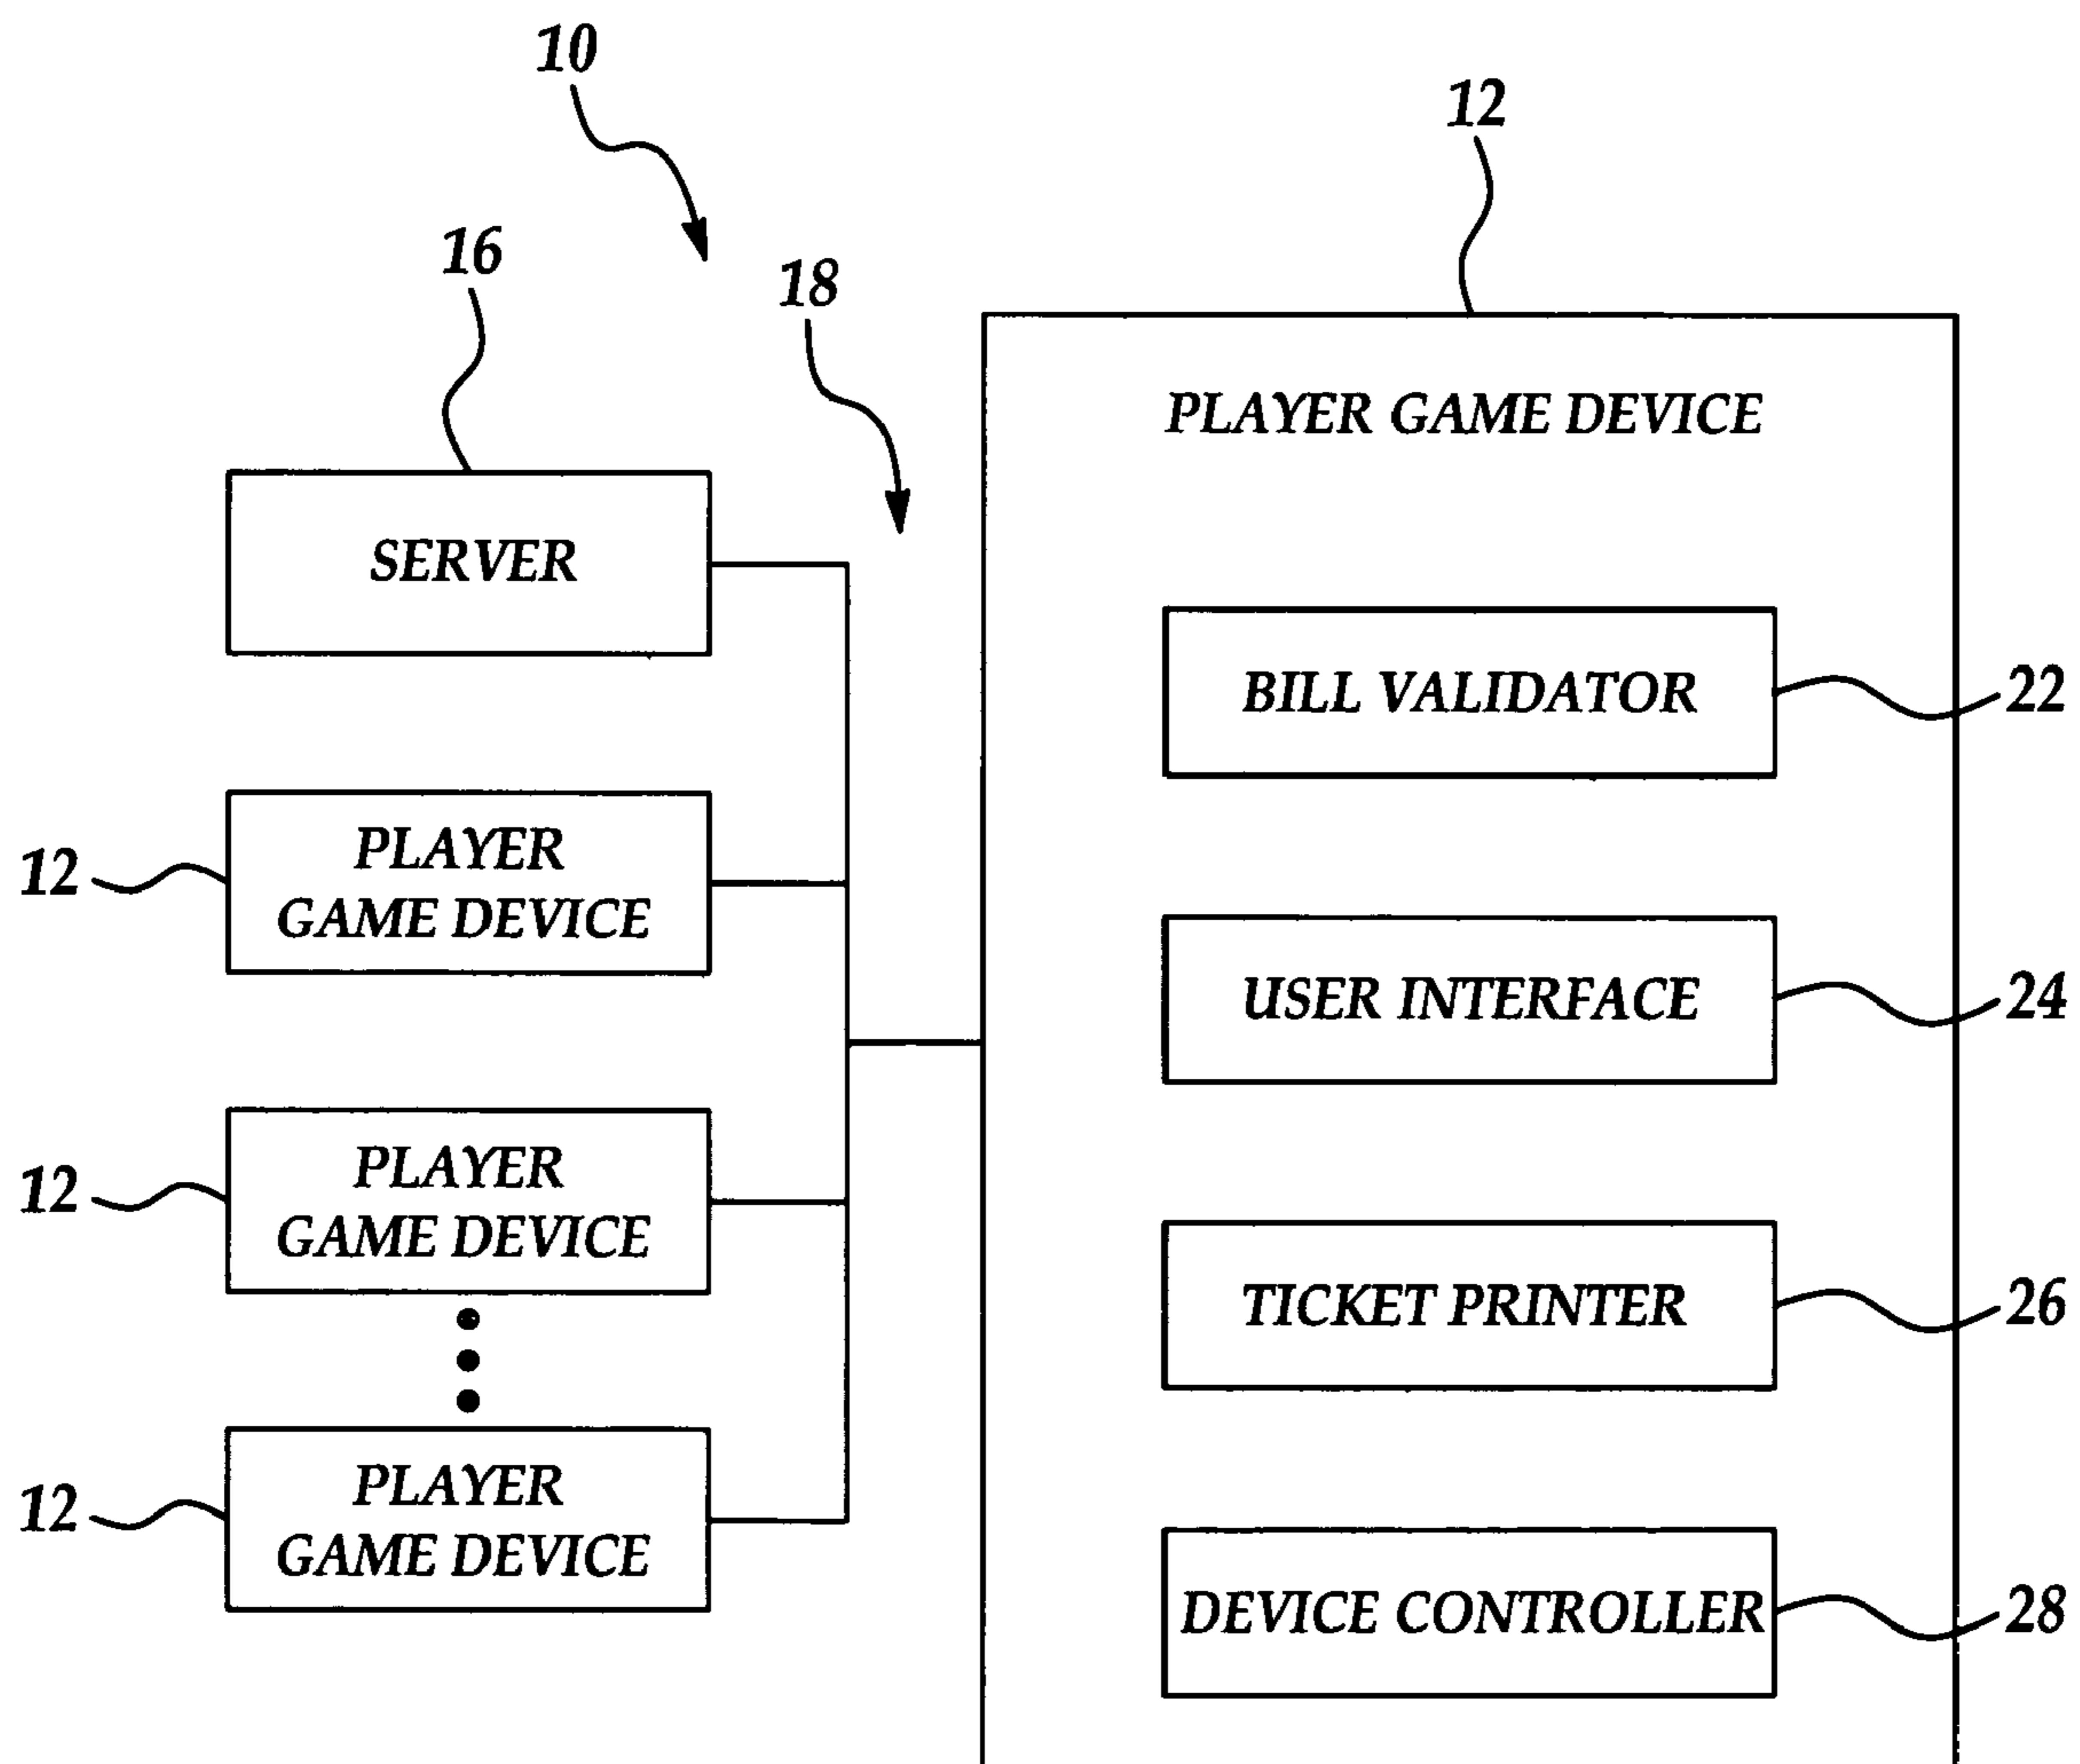 10
12
16
18
PLAYER GAME DEVICE
SERVER
BILL VALIDATOR
22
12
PLAYER
GAME DEVICE
USER INTERFACE
24
12
PLAYER
GAME DEVICE
TICKET PRINTER
26
12
PLAYER
GAME DEVICE
DEVICE CONTROLLER
28